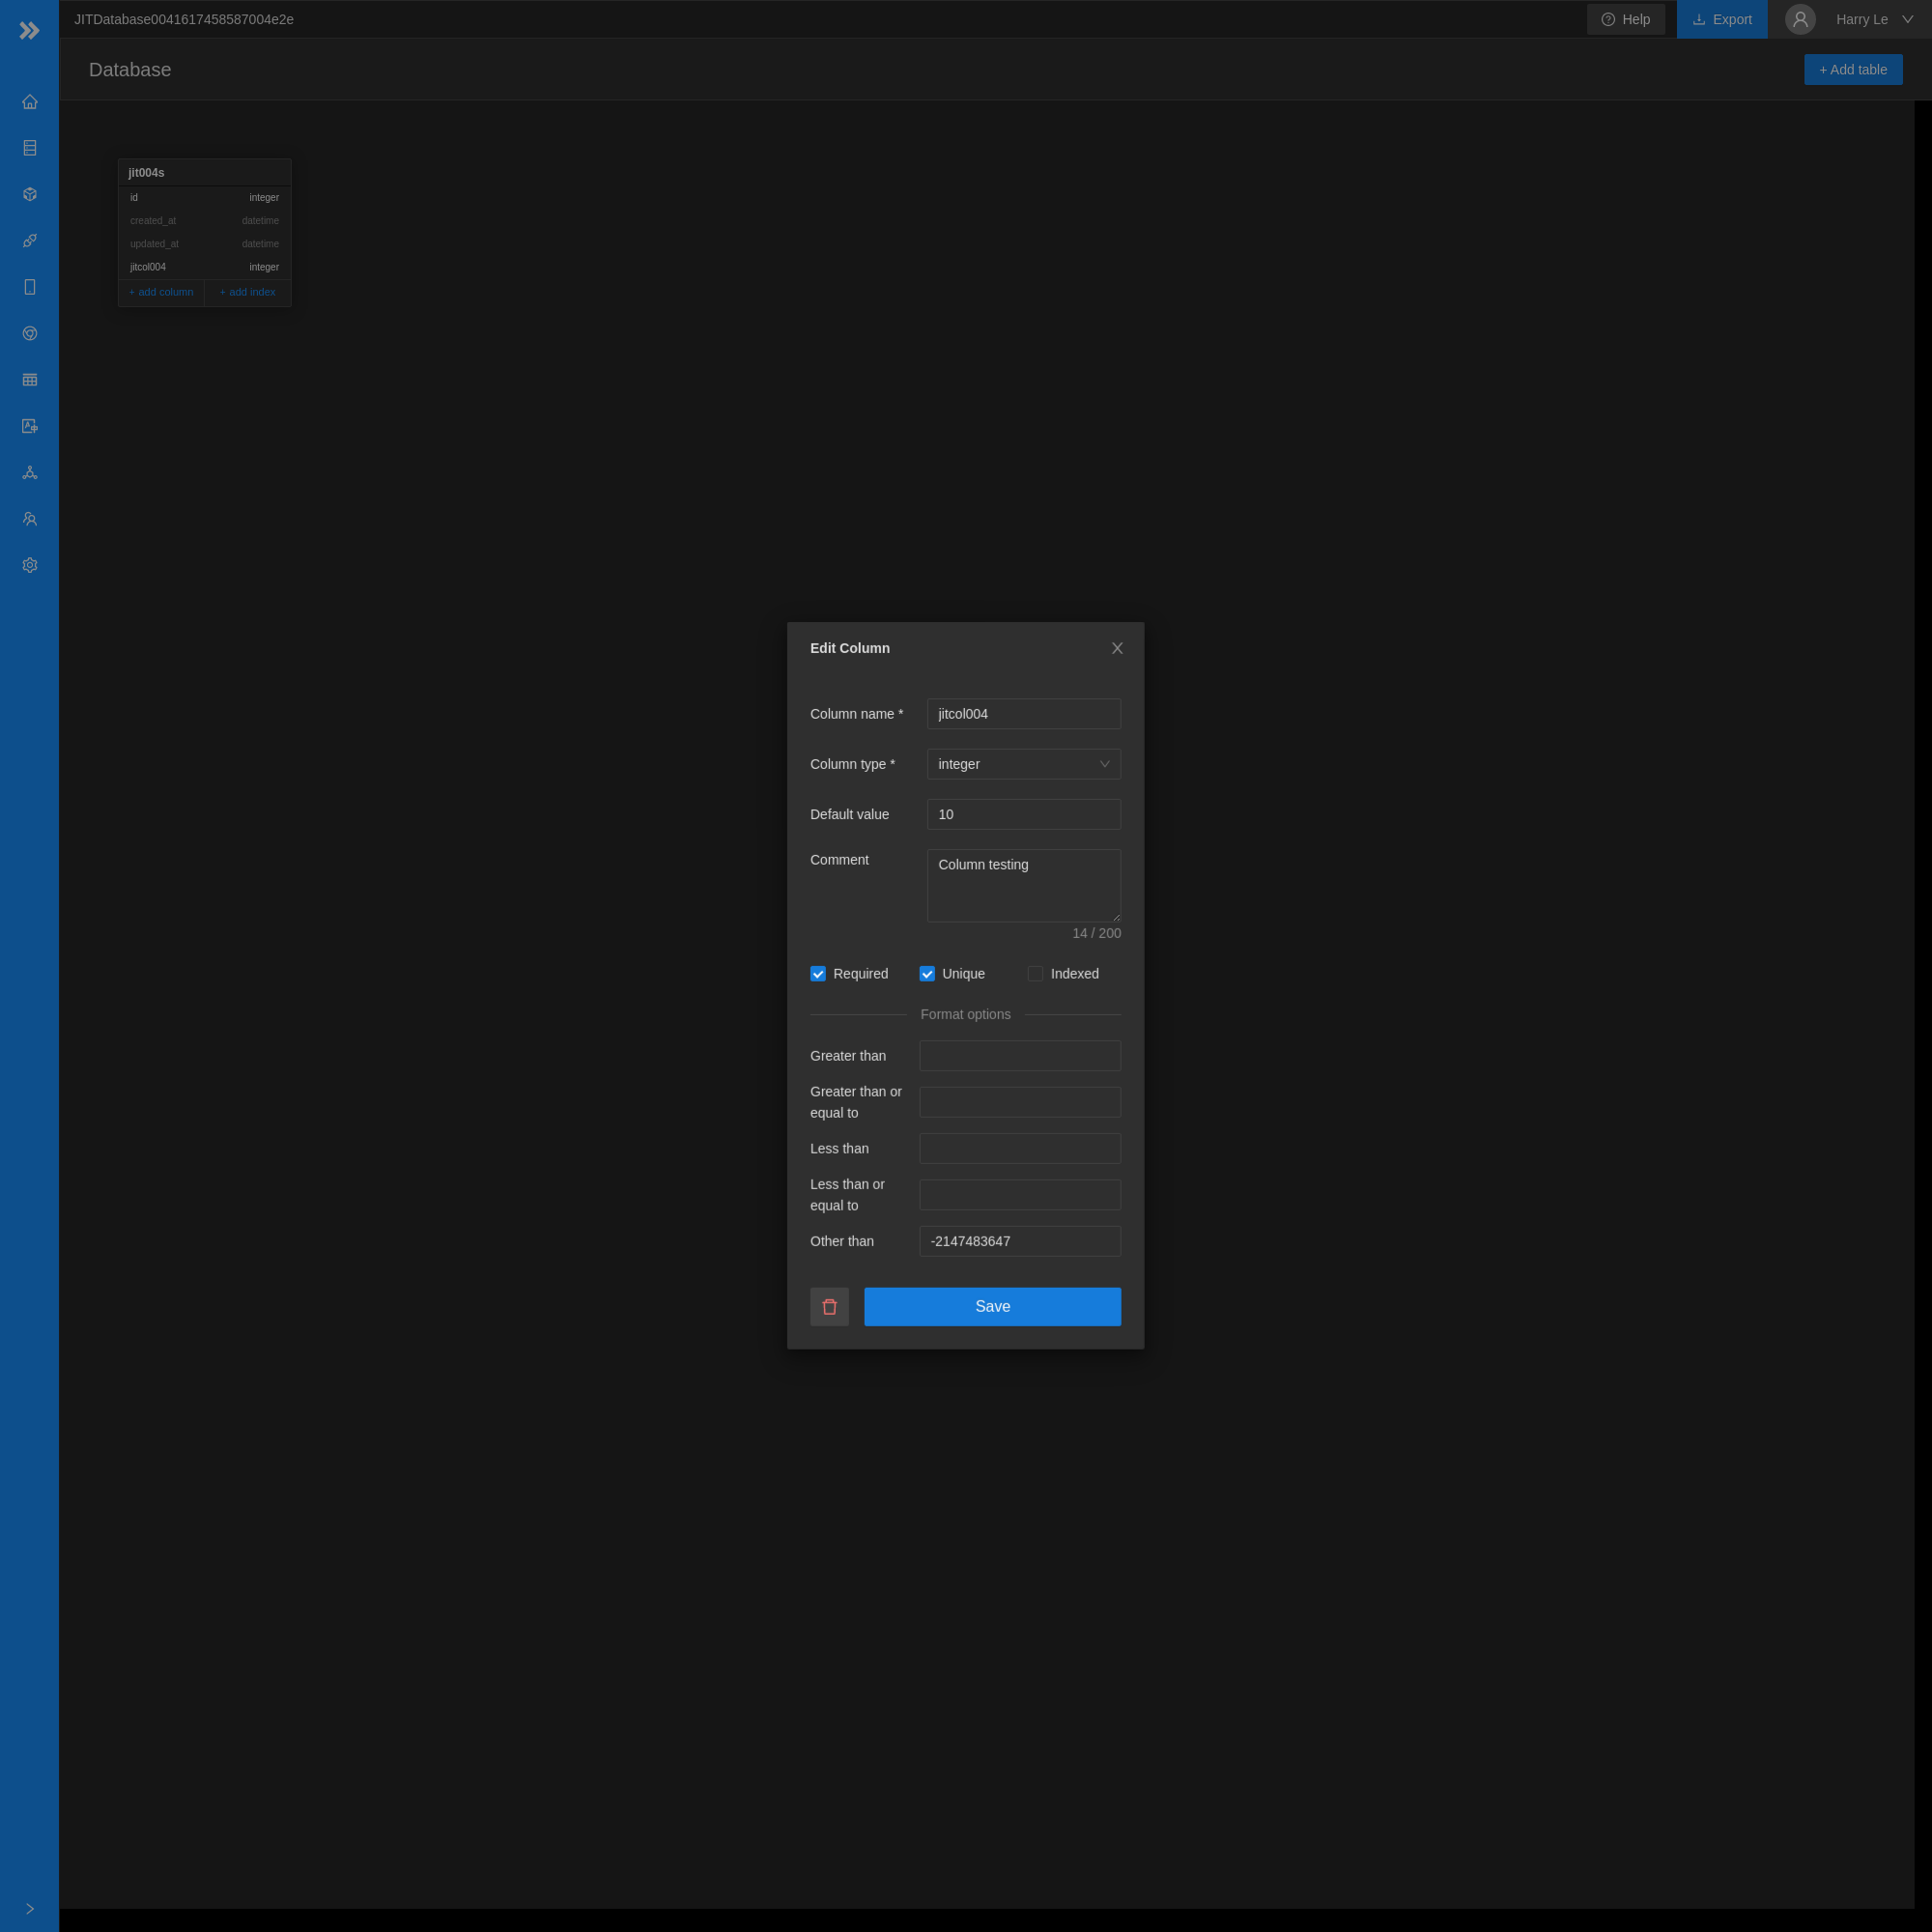 JITDatabase0041617458587004e2e
Help
Export
Harry Le
Database
+ Add table
jit004s
id integer
created_at datetime
updated_at datetime
jitcol004 integer
+ add column + add index
Edit Column
Column name * jitcol004
Column type * integer
Default value 10
Comment Column testing
14 / 200
Required Unique Indexed
Format options
Greater than
Greater than or
equal to
Less than
Less than or
equal to
Other than -2147483647
Save